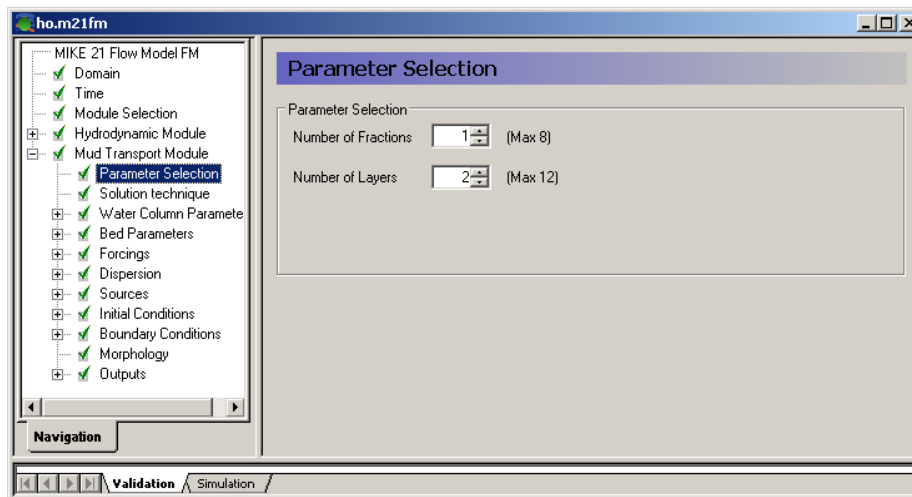 ho.m21fm
MIKE 21 Flow Model FM
Domain
Time
Module Selection
Hydrodynamic Module
Mud Transport Module
Parameter Selection
Solution technique
Water Column Paramete
Bed Parameters
Forcings
Dispersion
Sources
Initial Conditions
Boundary Conditions
Morphology
Outputs
Navigation
Parameter Selection
Parameter Selection
Number of Fractions 1 (Max 8)
Number of Layers 2 (Max 12)
Validation Simulation